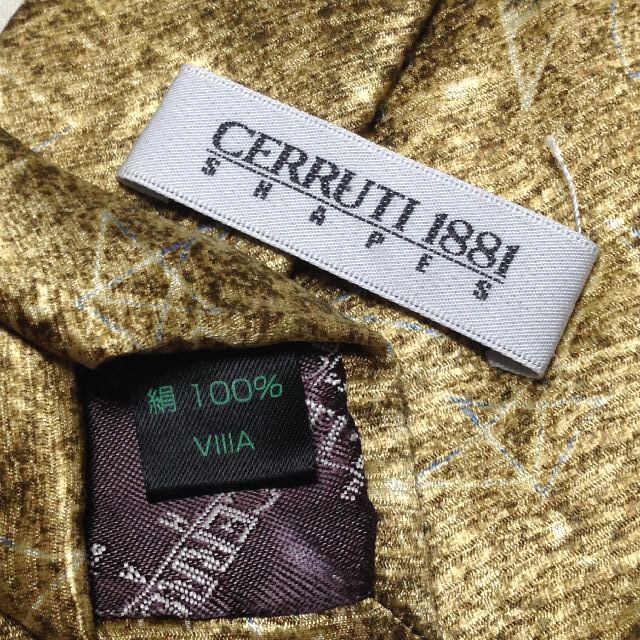 CERRUTI 1881
SHAPES
絹 100%
VIIIA